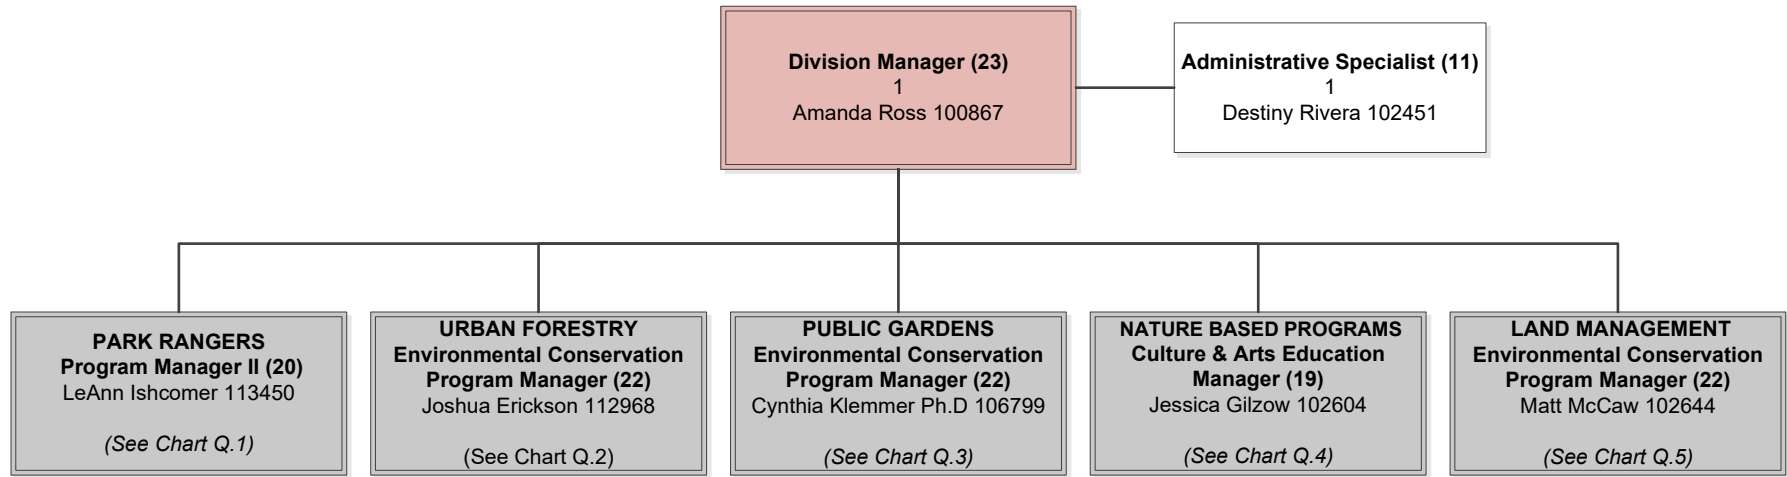 Division Manager (23)
1
Amanda Ross 100867
Administrative Specialist (11)
1
Destiny Rivera 102451
PARK RANGERS
Program Manager II (20)
LeAnn Ishcomer 113450
(See Chart Q.1)
URBAN FORESTRY
Environmental Conservation
Program Manager (22)
Joshua Erickson 112968
(See Chart Q.2)
PUBLIC GARDENS
Environmental Conservation
Program Manager (22)
Cynthia Klemmer Ph.D 106799
(See Chart Q.3)
NATURE BASED PROGRAMS
Culture & Arts Education
Manager (19)
Jessica Gilzow 102604
(See Chart Q.4)
LAND MANAGEMENT
Environmental Conservation
Program Manager (22)
Matt McCaw 102644
(See Chart Q.5)